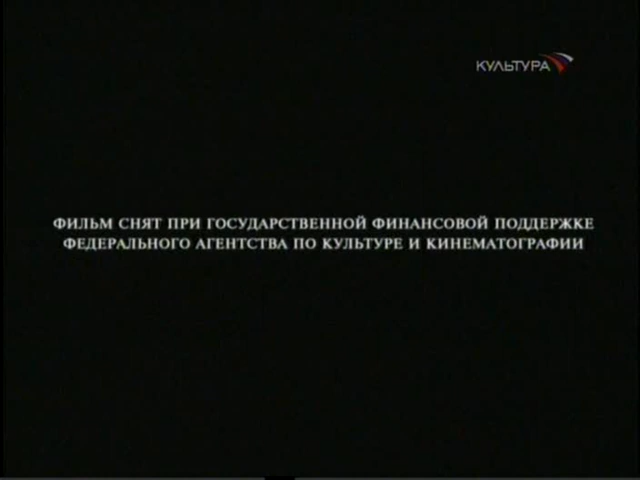 КУЛЬТУРА
ФИЛЬМ СНЯТ ПРИ ГОСУДАРСТВЕННОЙ ФИНАНСОВОЙ ПОДДЕРЖКЕ
ФЕДЕРАЛЬНОГО АГЕНТСТВА ПО КУЛЬТУРЕ И КИНЕМАТОГРАФИИ